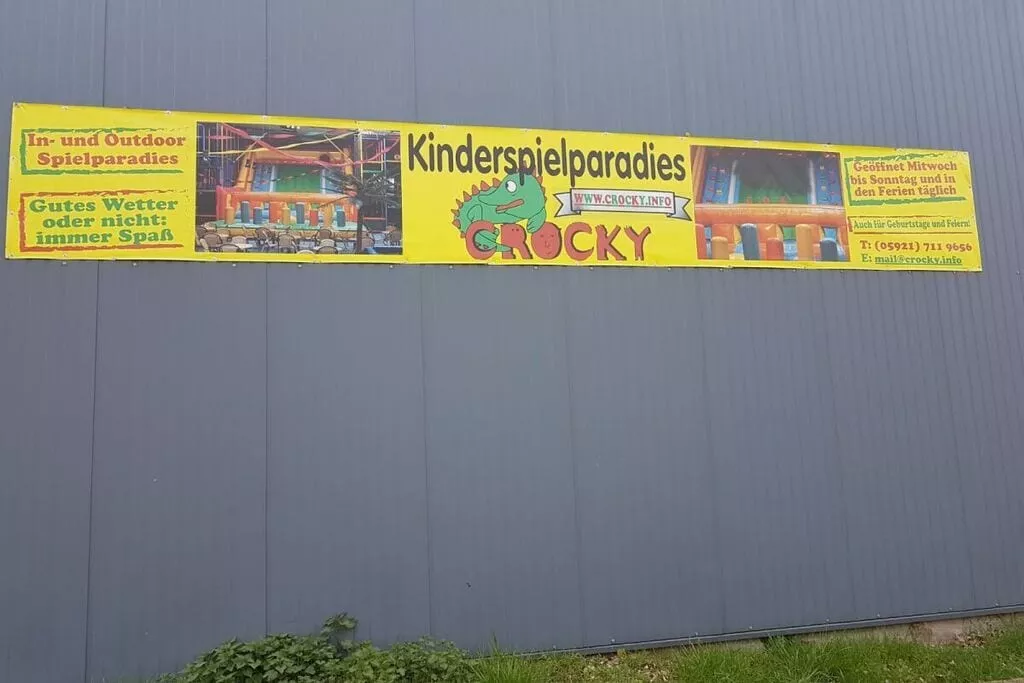 In- und Outdoor
Spielparadies
Gutes Wetter
oder nicht:
immer Spaß
Kinderspielparadies
WWW.CROCKY.INFO
CROCKY
Geöffnet Mittwoch
bis Sonntag und in
den Ferien täglich
Auch für Geburtstage und Feiern!
T: (05921) 711 9656
E: mail@crocky.info